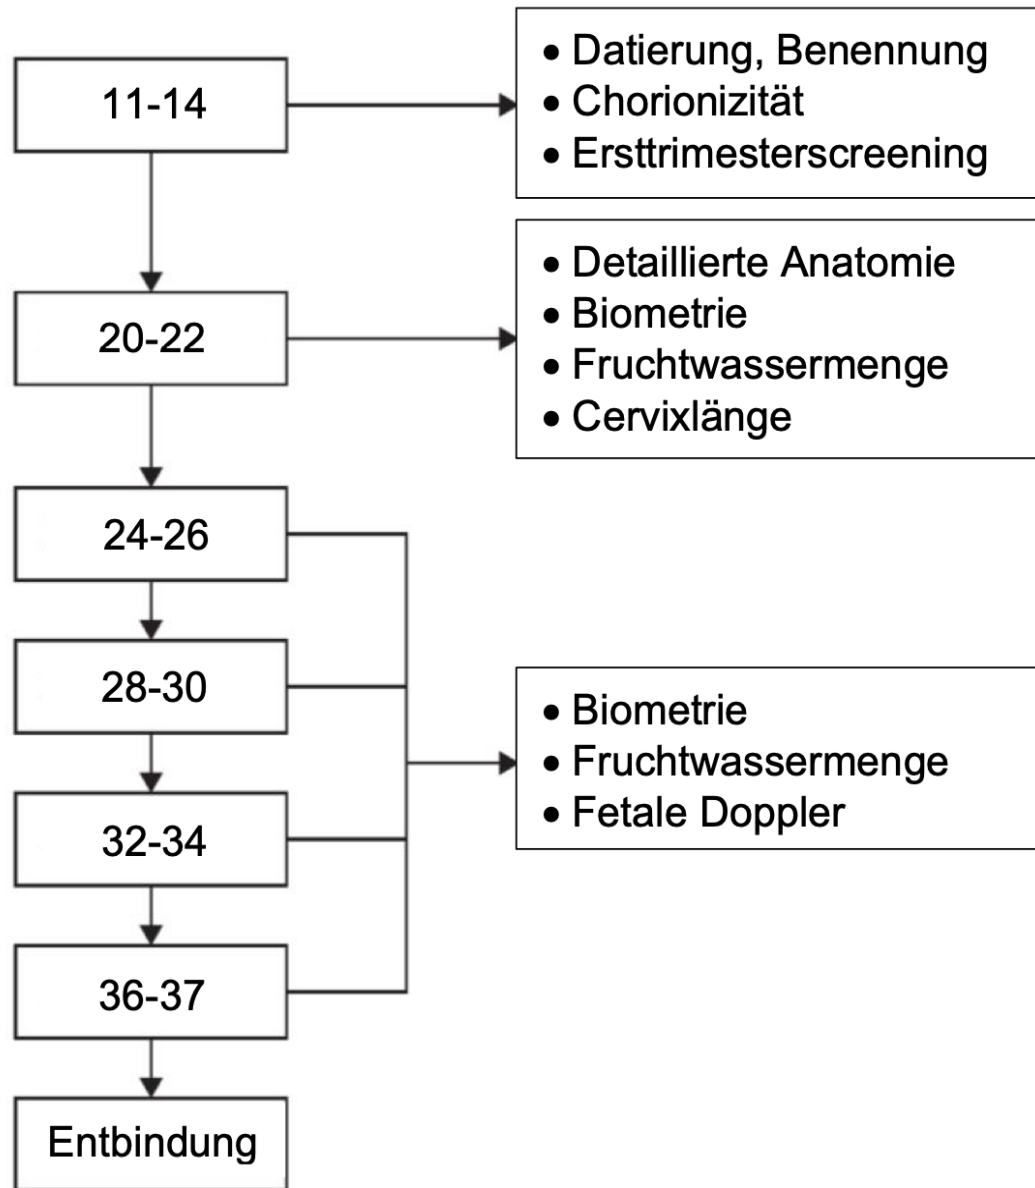 11-14
• Datierung, Benennung
• Chorionizität
• Ersttrimesterscreening
20-22
• Detaillierte Anatomie
• Biometrie
• Fruchtwassermenge
• Cervixlänge
24-26
28-30
32-34
36-37
• Biometrie
• Fruchtwassermenge
• Fetale Doppler
Entbindung